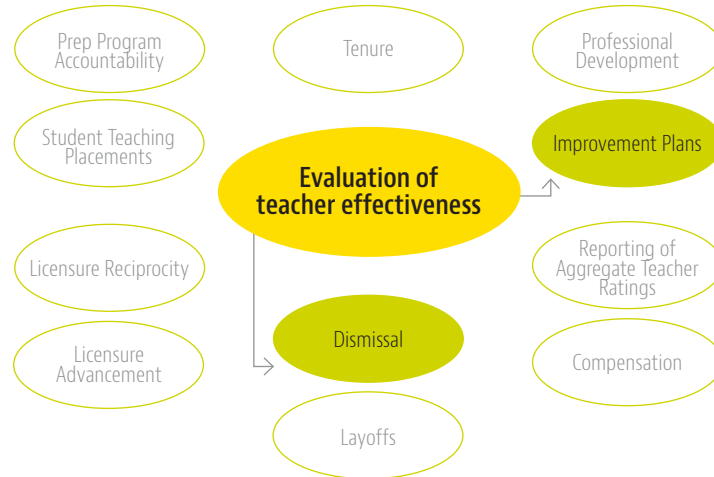 Prep Program
Accountability
Tenure
Professional
Development
Student Teaching
Placements
Improvement Plans
Evaluation of
teacher effectiveness
Licensure Reciprocity
Reporting of
Aggregate Teacher
Ratings
Dismissal
Licensure
Advancement
Compensation
Layoffs